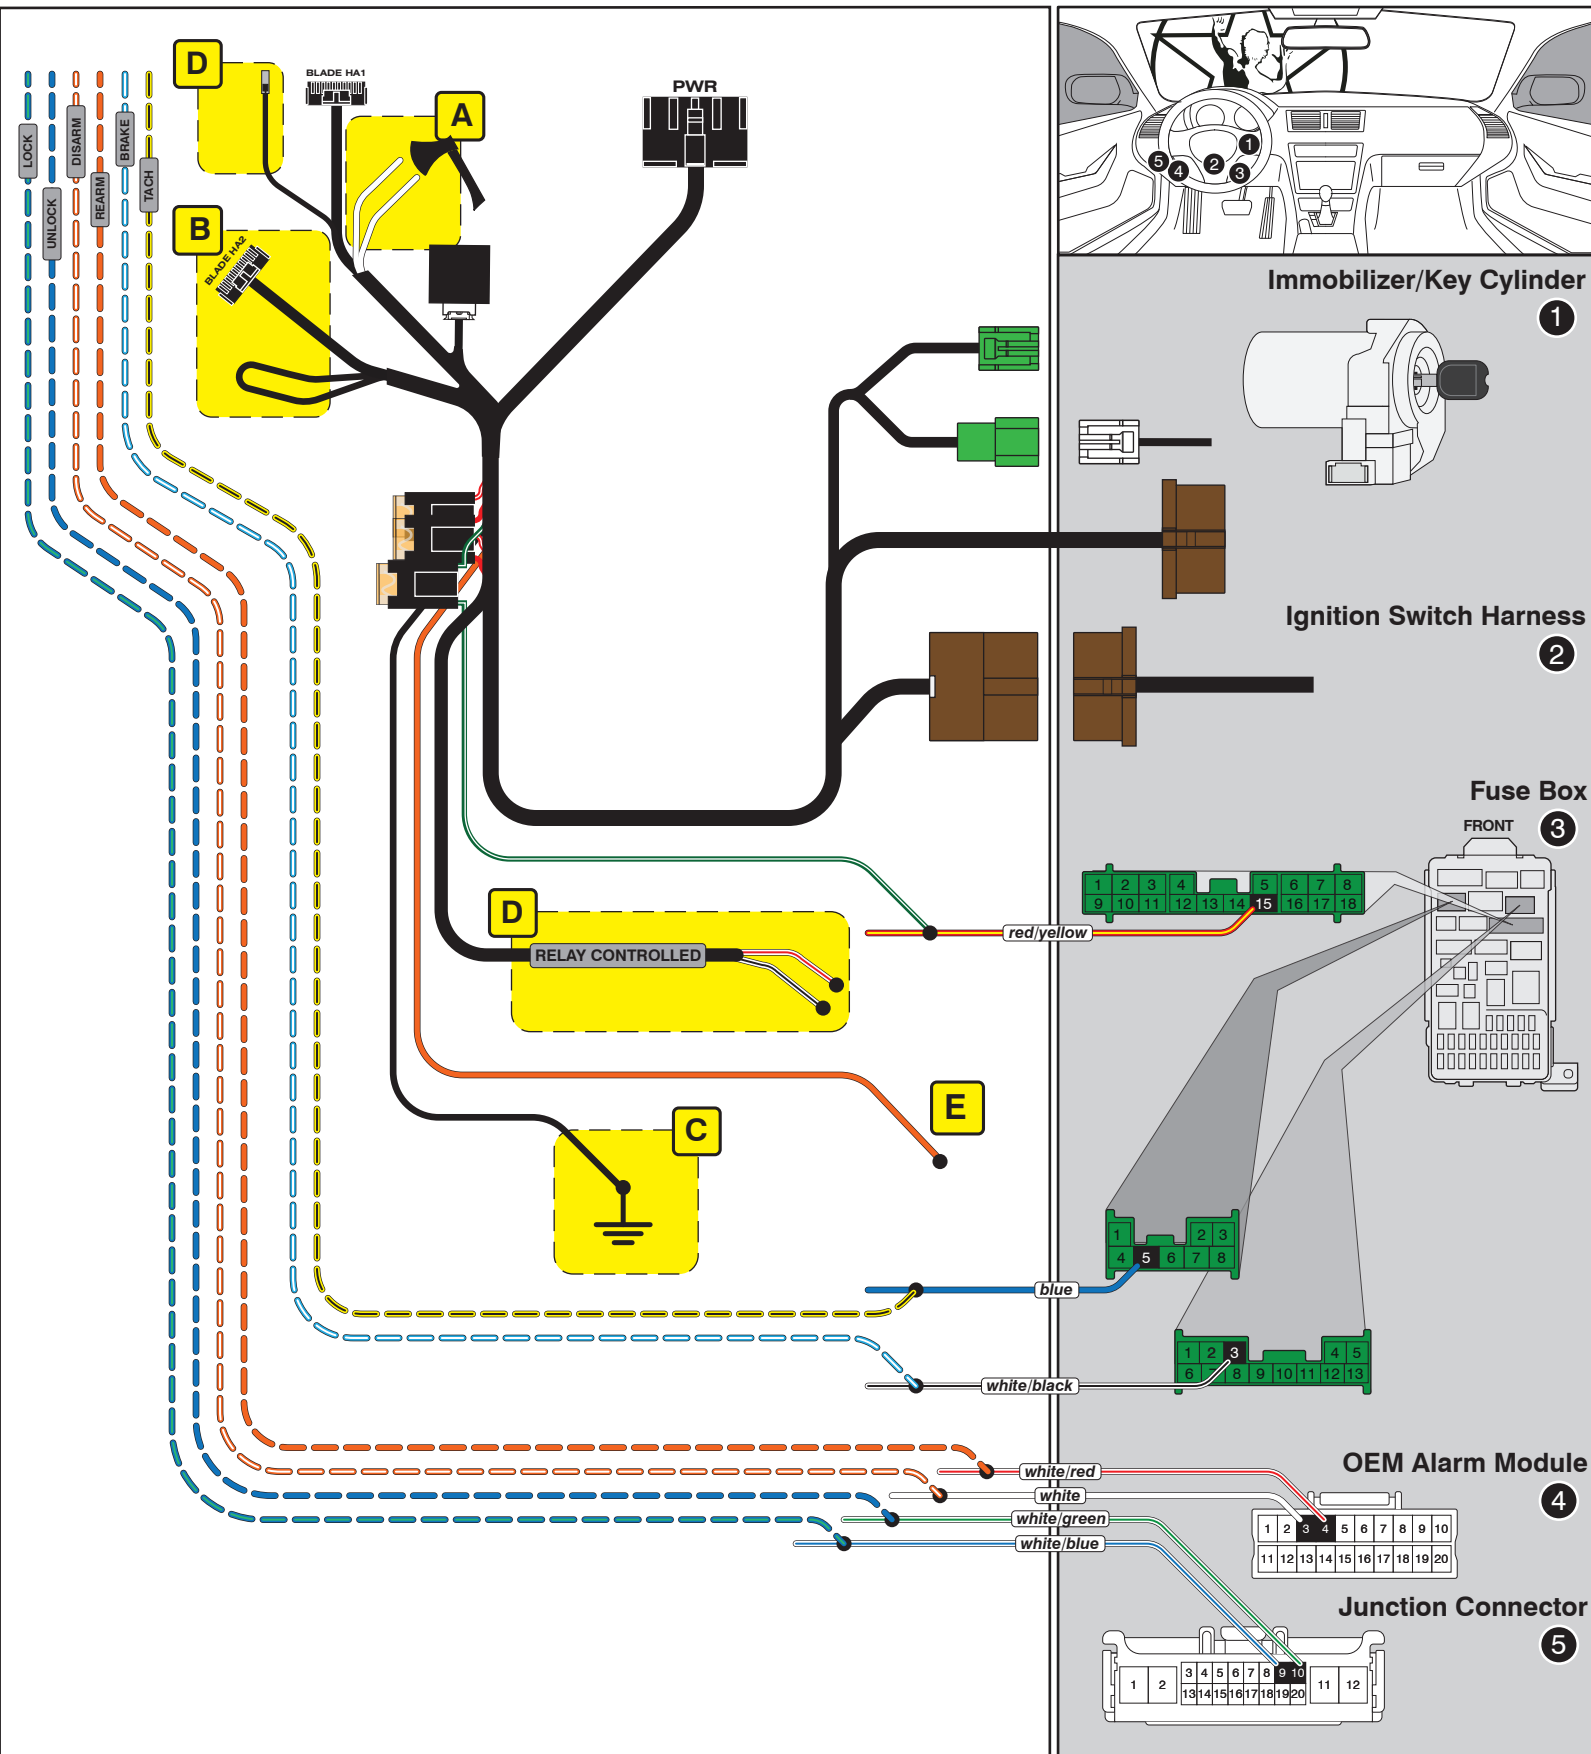 D
BLADE HA1
A
PWR
LOCK
UNLOCK
DISARM
REARM
BRAKE
TACH
B
BLADE HA2
1
2
3
4
5
Immobilizer/Key Cylinder
1
Ignition Switch Harness
2
Fuse Box
FRONT
3
1 2 3 4 5 6 7 8
9 10 11 12 13 14 15 16 17 18
red/yellow
D
RELAY CONTROLLED
E
C
1 2 3
4 5 6 7 8
blue
1 2 3 4 5
6 7 8 9 10 11 12 13
white/black
OEM Alarm Module
4
white/red
white
white/green
white/blue
1 2 3 4 5 6 7 8 9 10
11 12 13 14 15 16 17 18 19 20
Junction Connector
5
1 2 3 4 5 6 7 8 9 10 11 12
13 14 15 16 17 18 19 20